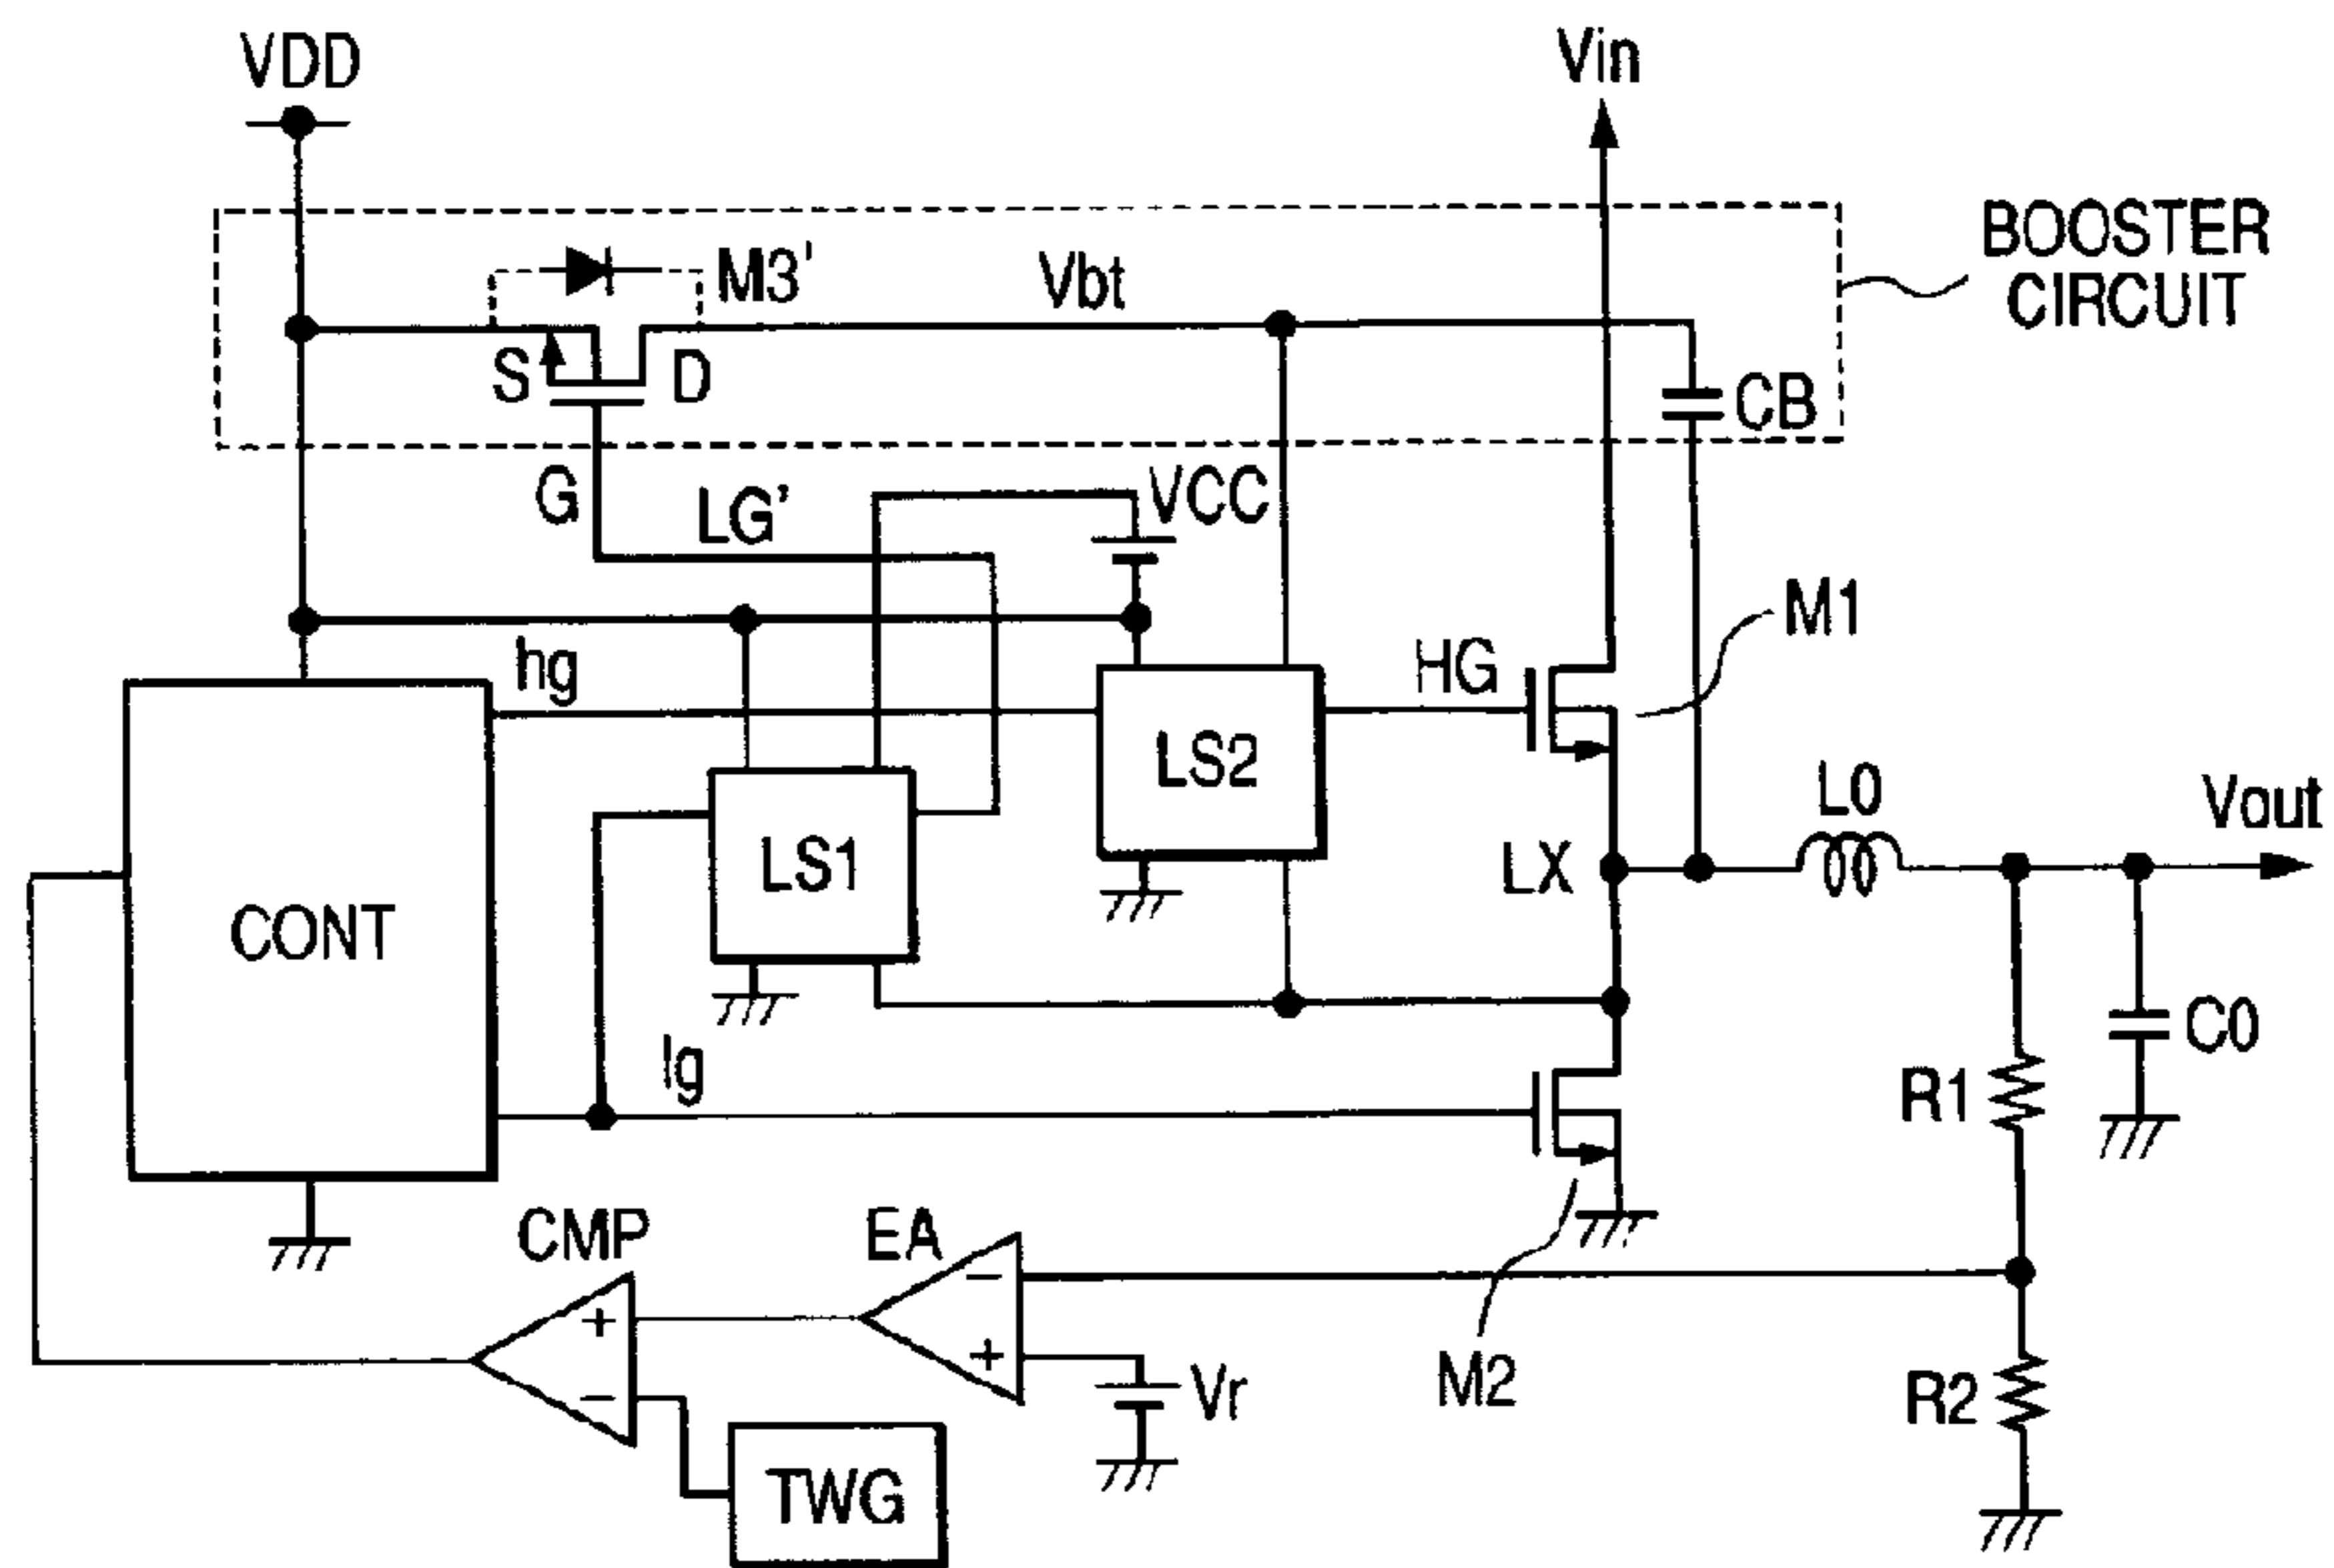 VDD
Vin
BOOSTER
CIRCUIT
M3'
Vbt
S
D
CB
G
LG'
VCC
M1
hg
HG
LS2
L0
Vout
LS1
LX
CONT
C0
lg
R1
CMP
EA
+
−
−
+
Vr
M2
R2
TWG